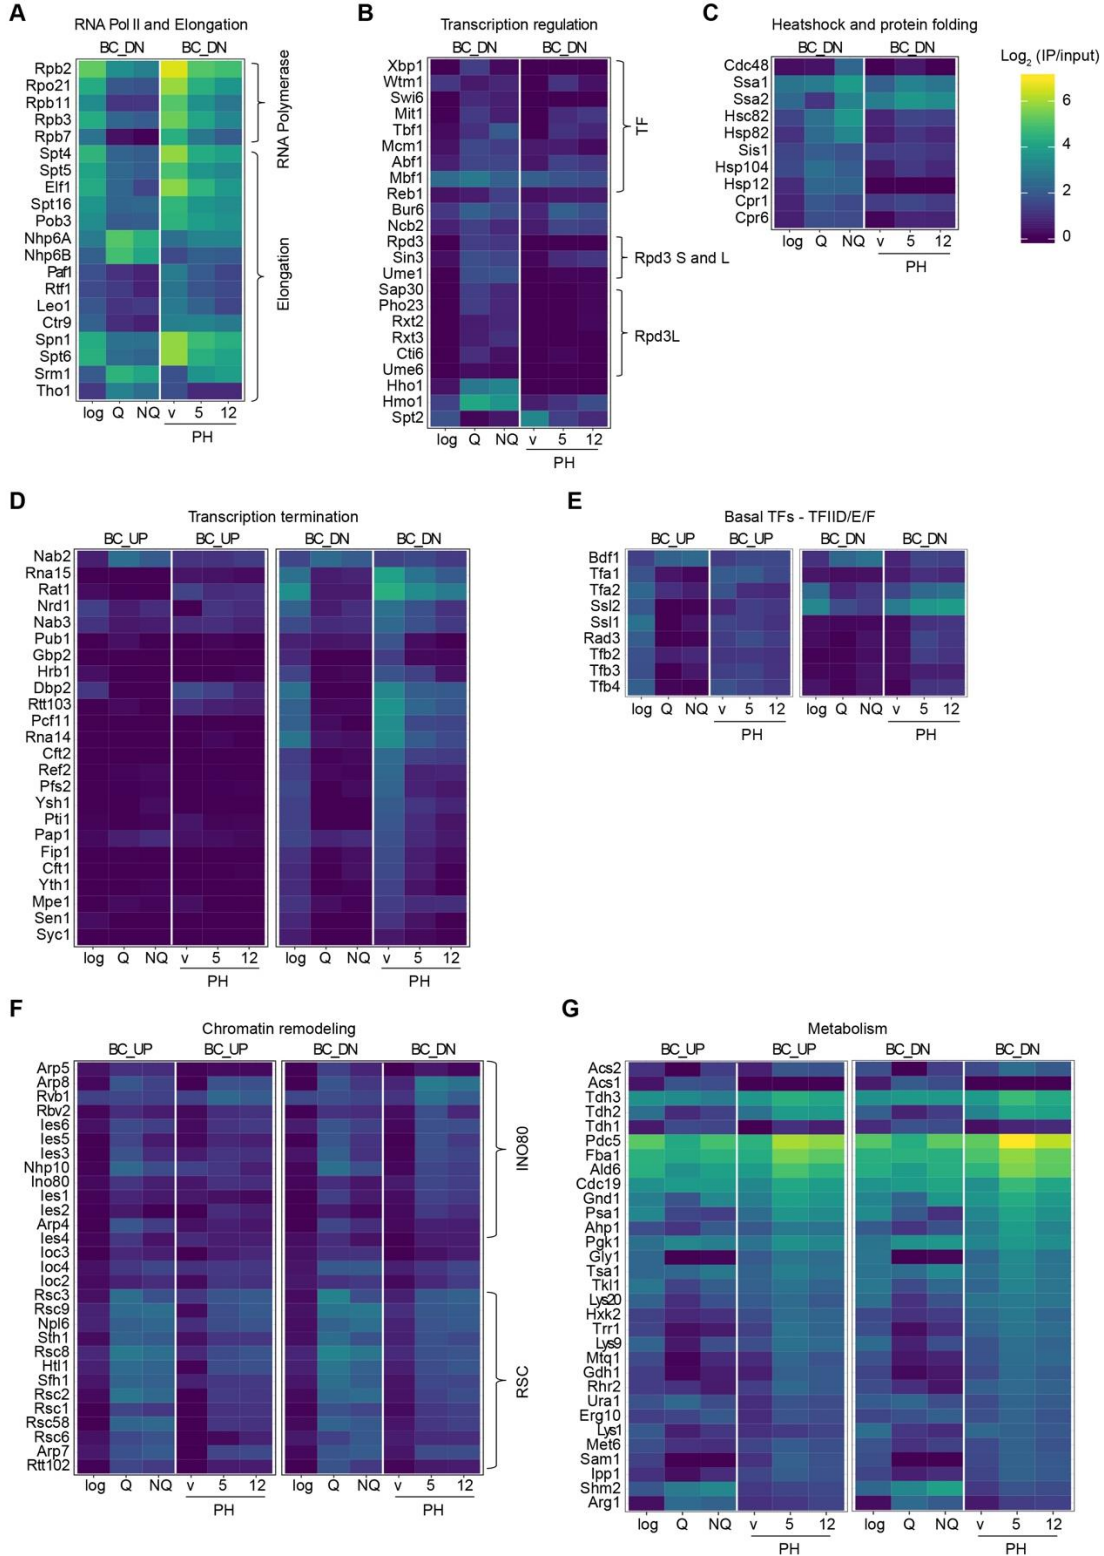 A
RNA Pol II and Elongation
BC_DN BC_DN
Rpb2
Rpo21
Rpb11
Rpb3
Rpb7
Spt4
Spt5
Elf1
Spt16
Pob3
Nhp6A
Nhp6B
Paf1
Rtf1
Leo1
Ctr9
Spn1
Spt6
Srm1
Tho1
RNA Polymerase
Elongation
log Q NQ v 5 12
PH
B
Transcription regulation
BC_DN BC_DN
Xbp1
Wtm1
Swi6
Mit1
Tbf1
Mcm1
Abf1
Mbf1
Reb1
Bur6
Ncb2
Rpd3
Sin3
Ume1
Sap30
Pho23
Rxt2
Rxt3
Cti6
Ume6
Hho1
Hmo1
Spt2
TF
Rpd3 S and L
Rpd3L
log Q NQ v 5 12
PH
C
Heatshock and protein folding
BC_DN BC_DN
Cdc48
Ssa1
Ssa2
Hsc82
Hsp82
Sis1
Hsp104
Hsp12
Cpr1
Cpr6
log Q NQ v 5 12
PH
Log2 (IP/input)
6
4
2
0
D
Transcription termination
BC_UP BC_UP BC_DN BC_DN
Nab2
Rna15
Rat1
Nrd1
Nab3
Pub1
Gbp2
Hrb1
Dbp2
Rtt103
Pcf11
Rna14
Cft2
Ref2
Pfs2
Ysh1
Pti1
Pap1
Fip1
Cft1
Yth1
Mpe1
Sen1
Syc1
log Q NQ v 5 12 log Q NQ v 5 12
PH PH
E
Basal TFs - TFIID/E/F
BC_UP BC_UP BC_DN BC_DN
Bdf1
Tfa1
Tfa2
Ssl2
Ssl1
Rad3
Tfb2
Tfb3
Tfb4
log Q NQ v 5 12 log Q NQ v 5 12
PH PH
F
Chromatin remodeling
BC_UP BC_UP BC_DN BC_DN
Arp5
Arp8
Rvb1
Rbv2
Ies6
Ies5
Ies3
Nhp10
Ino80
Ies1
Ies2
Arp4
Ies4
Ioc3
Ioc4
Ioc2
Rsc3
Rsc9
Npl6
Sth1
Rsc8
Htl1
Sfh1
Rsc2
Rsc1
Rsc58
Rsc6
Arp7
Rtt102
INO80
RSC
log Q NQ v 5 12 log Q NQ v 5 12
PH PH
G
Metabolism
BC_UP BC_UP BC_DN BC_DN
Acs2
Acs1
Tdh3
Tdh2
Tdh1
Pdc5
Fba1
Ald6
Cdc19
Gnd1
Psa1
Ahp1
Pgk1
Gly1
Tsa1
Tkl1
Lys20
Hxk2
Trr1
Lys9
Mtq1
Gdh1
Rhr2
Ura1
Erg10
Lys1
Met6
Sam1
Ipp1
Shm2
Arg1
log Q NQ v 5 12 log Q NQ v 5 12
PH PH